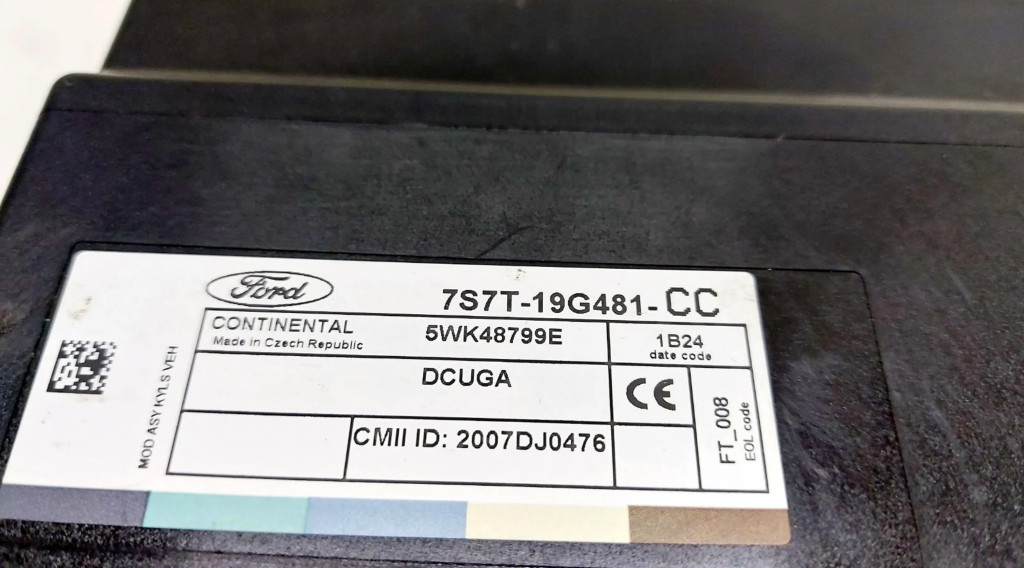 Ford
7S7T-19G481-CC
CONTINENTAL
Made in Czech Republic
5WK48799E
1B24
date code
DCUGA
CE
CMII ID: 2007DJ0476
FT_008
EOL code
MOD ASY KYLS VEH